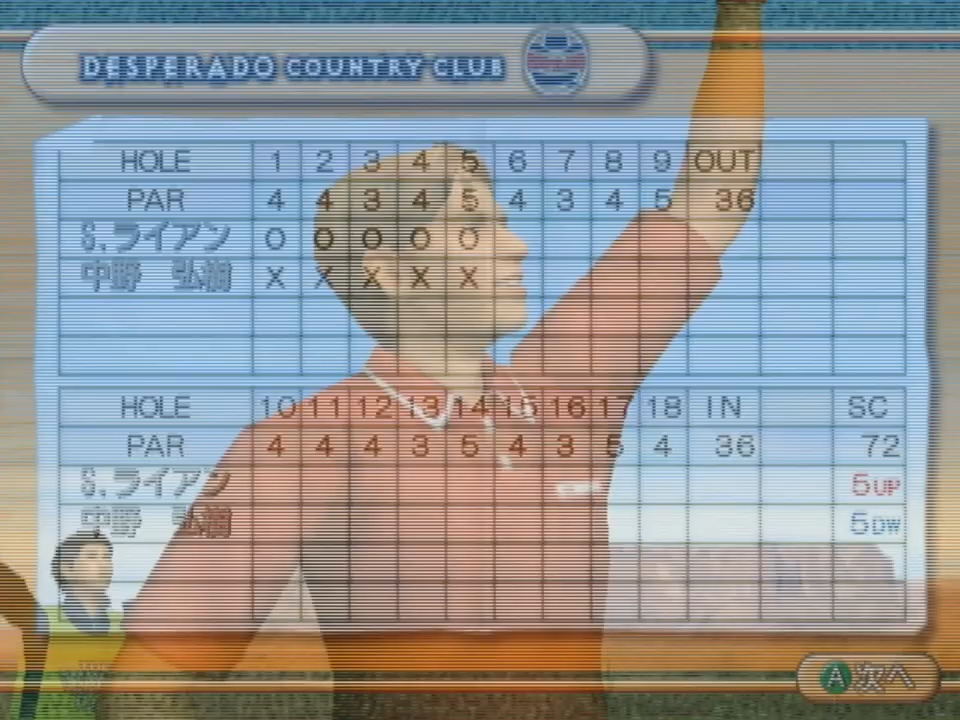 DESPERADO COUNTRY CLUB
HOLE 1 2 3 4 5 6 7 8 9 OUT
PAR 4 4 3 4 5 4 3 4 5 36
S.ライアン O O O O O
中野 X X X X X
HOLE 10 11 12 13 14 15 16 17 18 IN SC
PAR 4 4 4 3 5 4 3 5 4 36 72
S.ライアン 5UP
中野 5DW
A 次へ